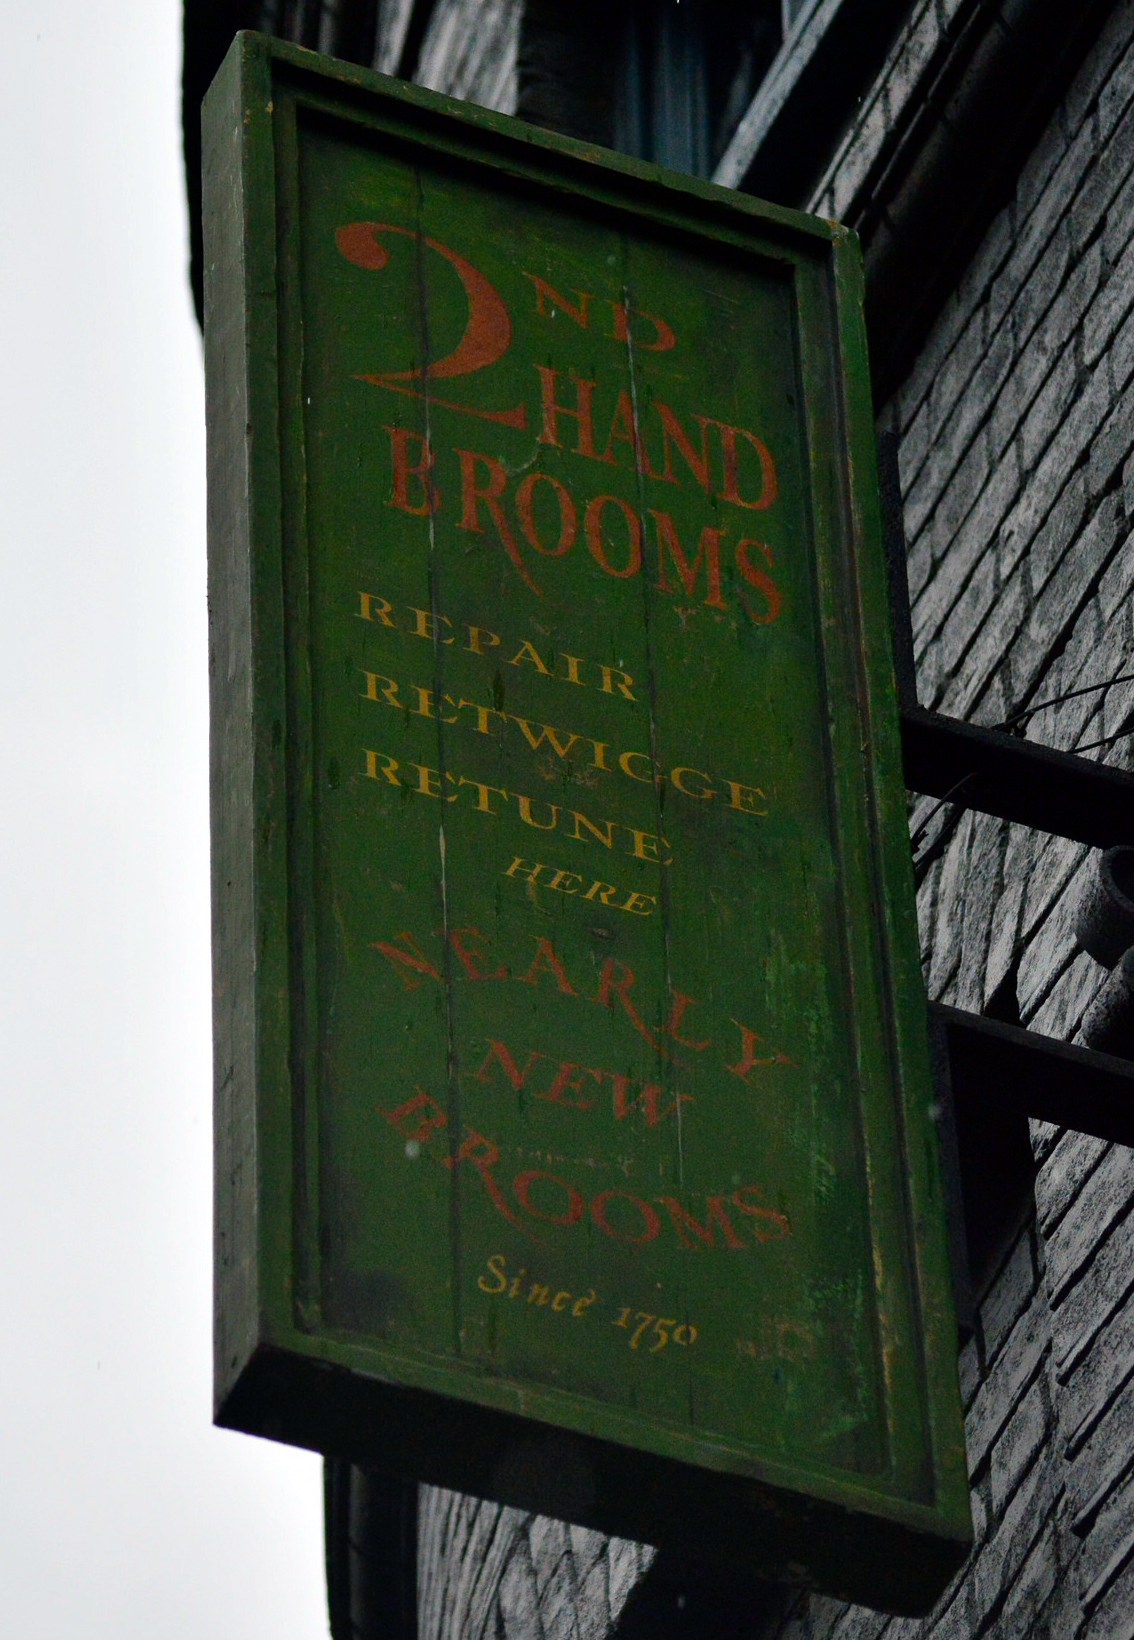 2ND
HAND
BROOMS
REPAIR
RETWIGGE
RETUNE
HERE
NEARLY
NEW
BROOMS
Since 1750